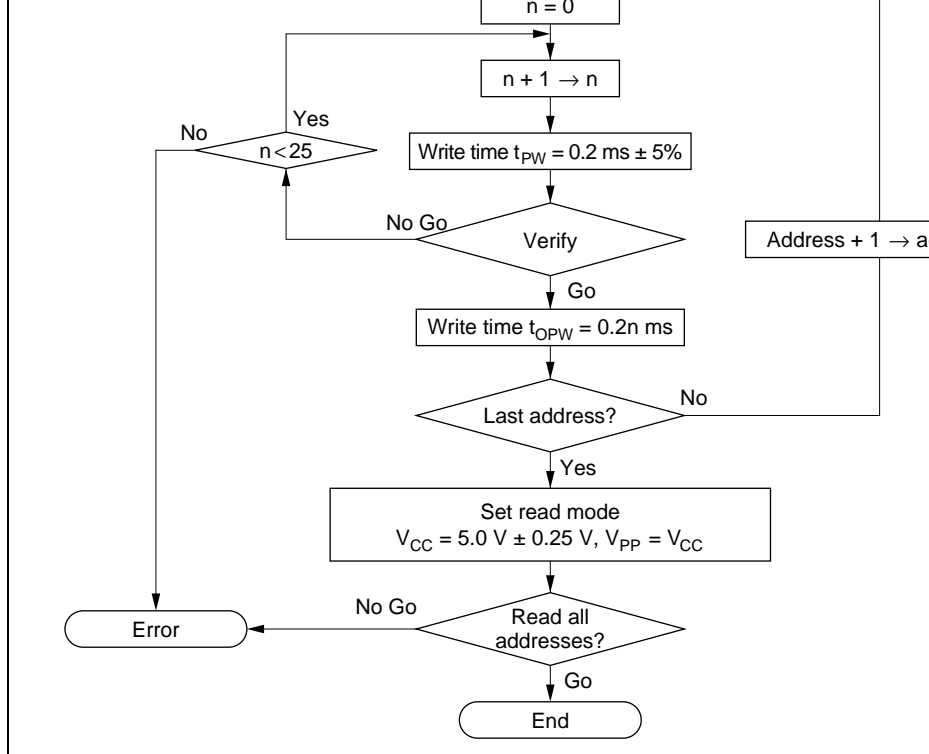 n = 0
n + 1 → n
Yes
No
n < 25
Write time tPW = 0.2 ms ± 5%
No Go
Verify
Address + 1 → a
Go
Write time tOPW = 0.2n ms
No
Last address?
Yes
Set read mode
VCC = 5.0 V ± 0.25 V, VPP = VCC
No Go
Read all
addresses?
Error
Go
End